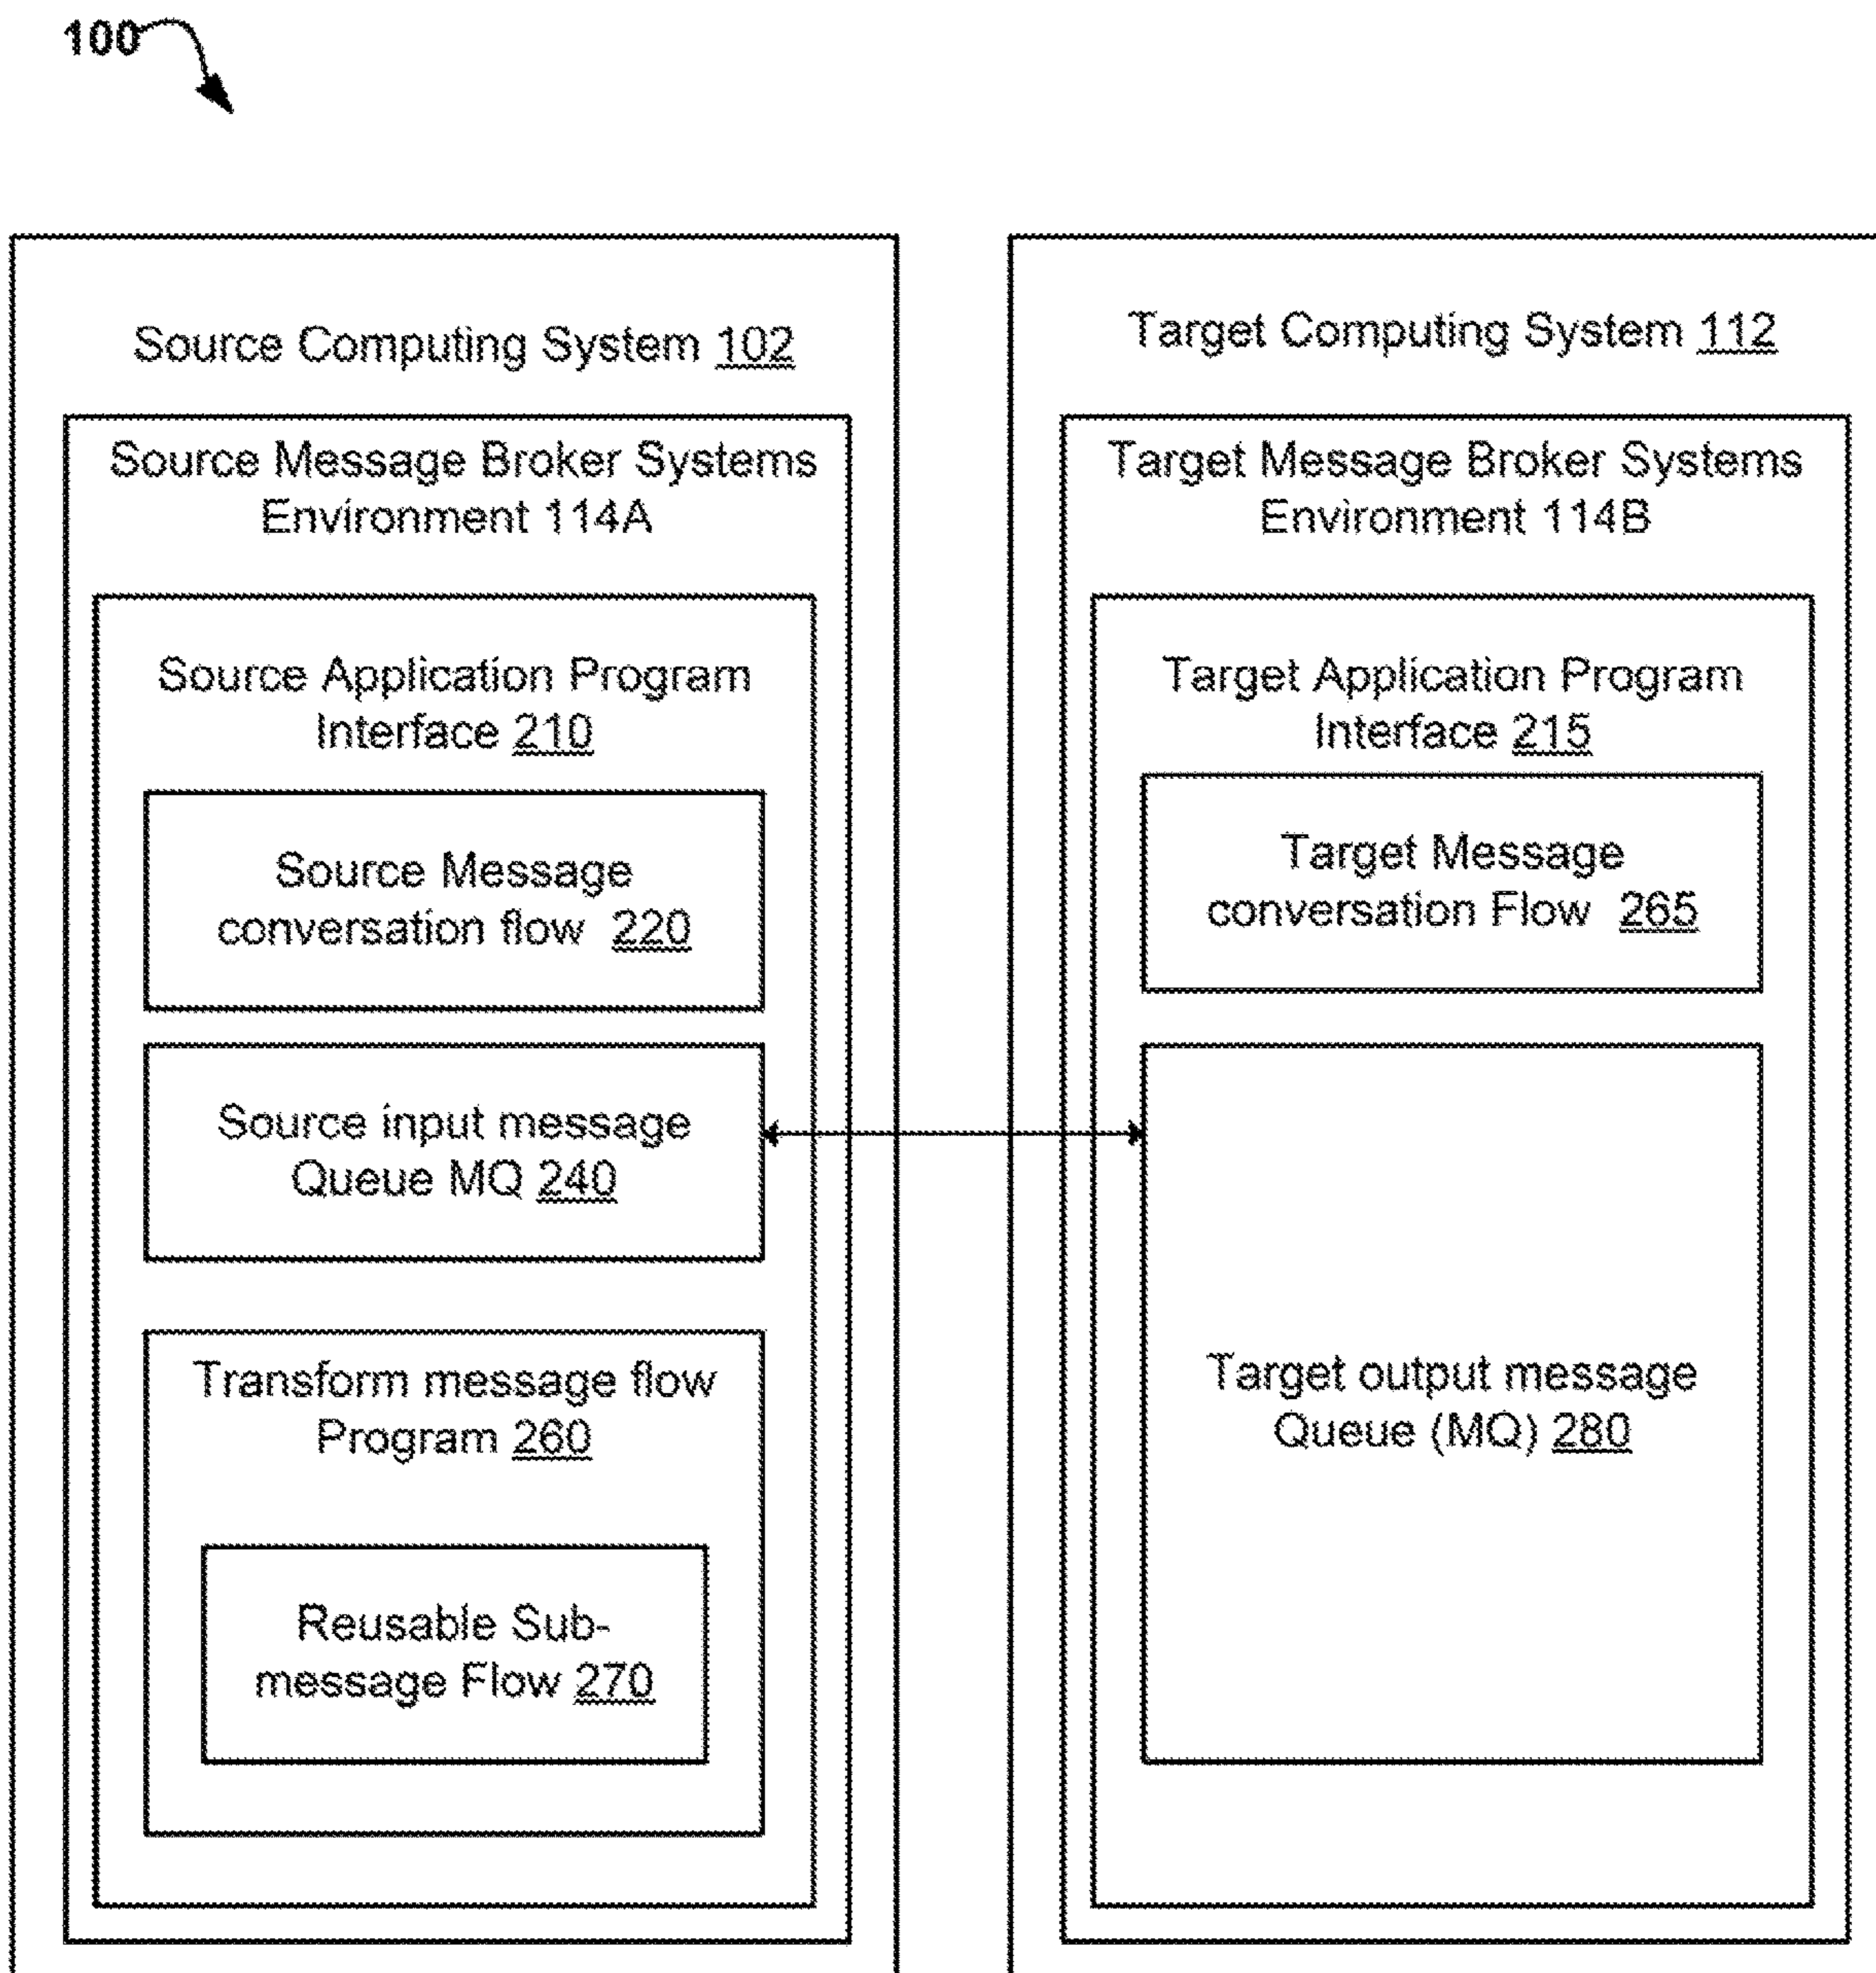 100
Source Computing System 102
Source Message Broker Systems
Environment 114A
Source Application Program
Interface 210
Source Message
conversation flow 220
Source input message
Queue MQ 240
Transform message flow
Program 260
Reusable Sub-
message Flow 270
Target Computing System 112
Target Message Broker Systems
Environment 114B
Target Application Program
Interface 215
Target Message
conversation Flow 265
Target output message
Queue (MQ) 280